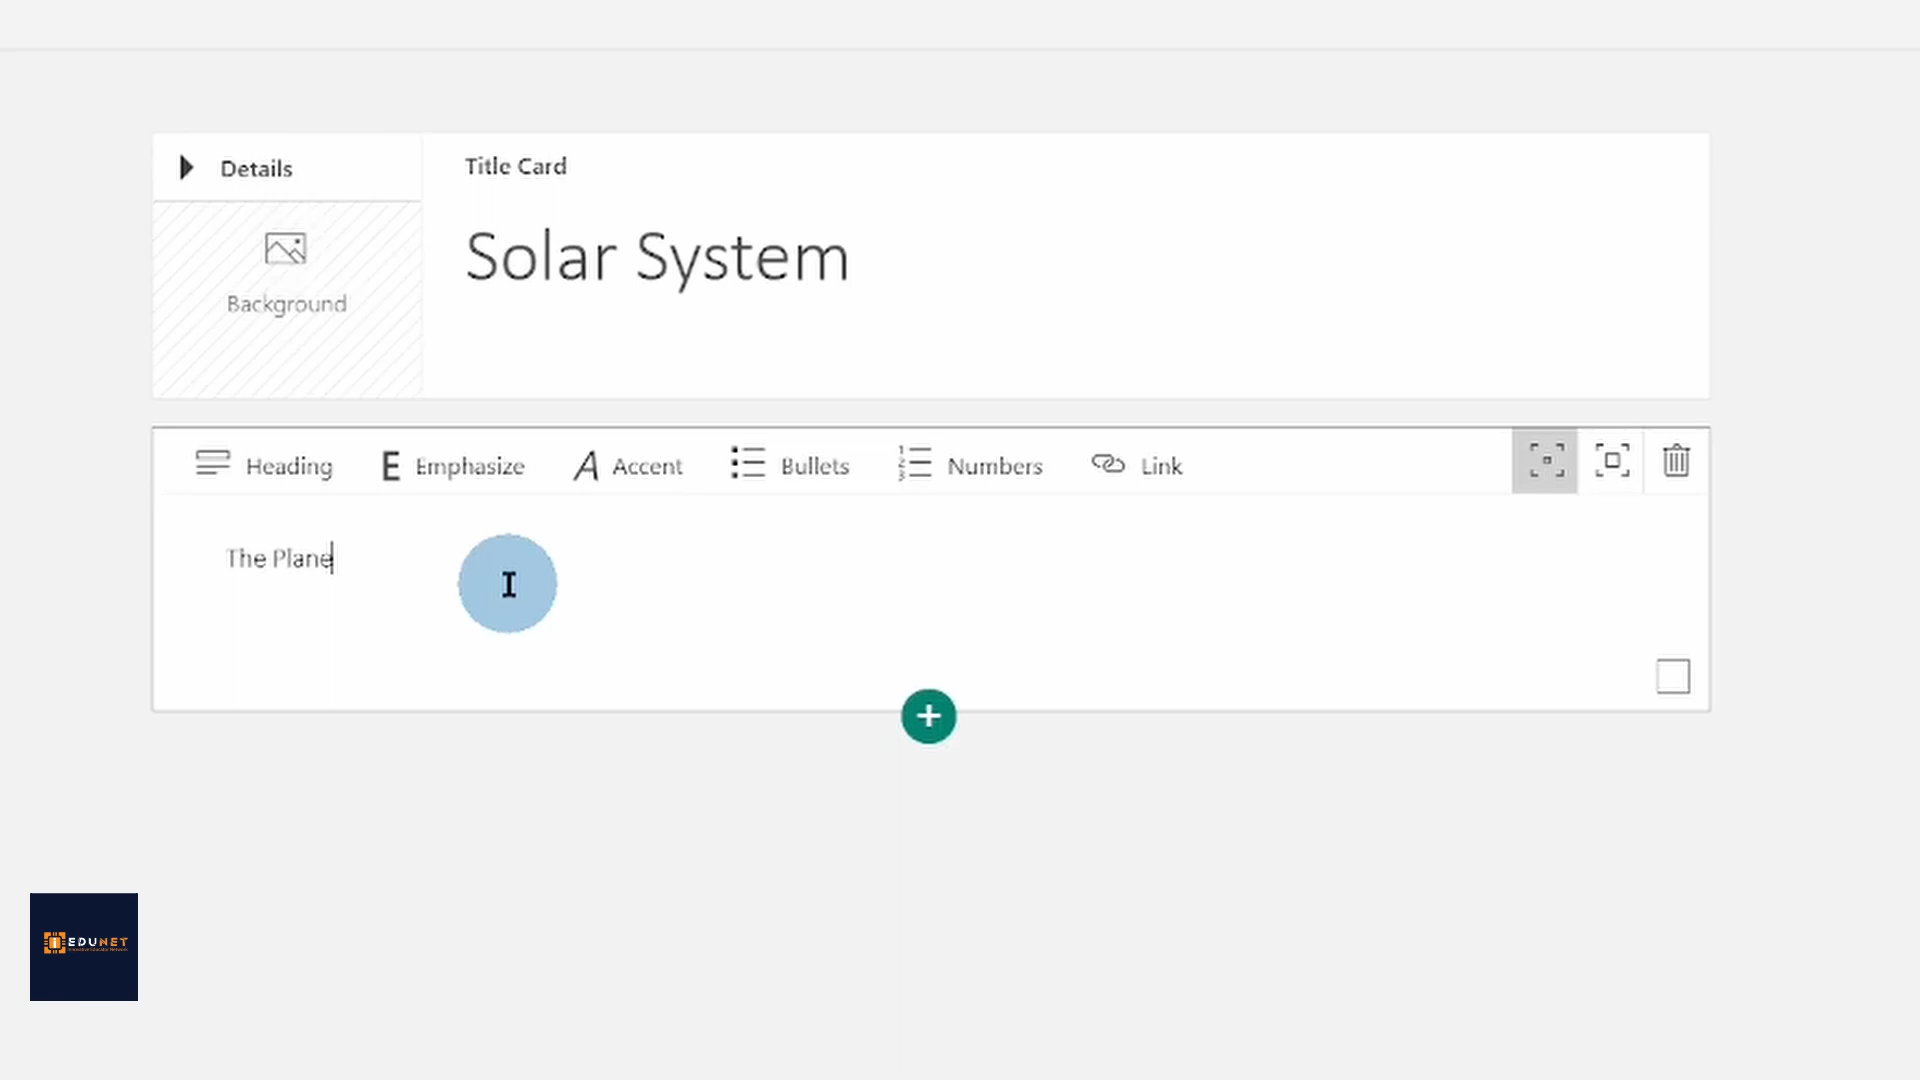 Details
Title Card
Background
Solar System
Heading
E Emphasize
A Accent
Bullets
Numbers
Link
The Plane
EDUNET